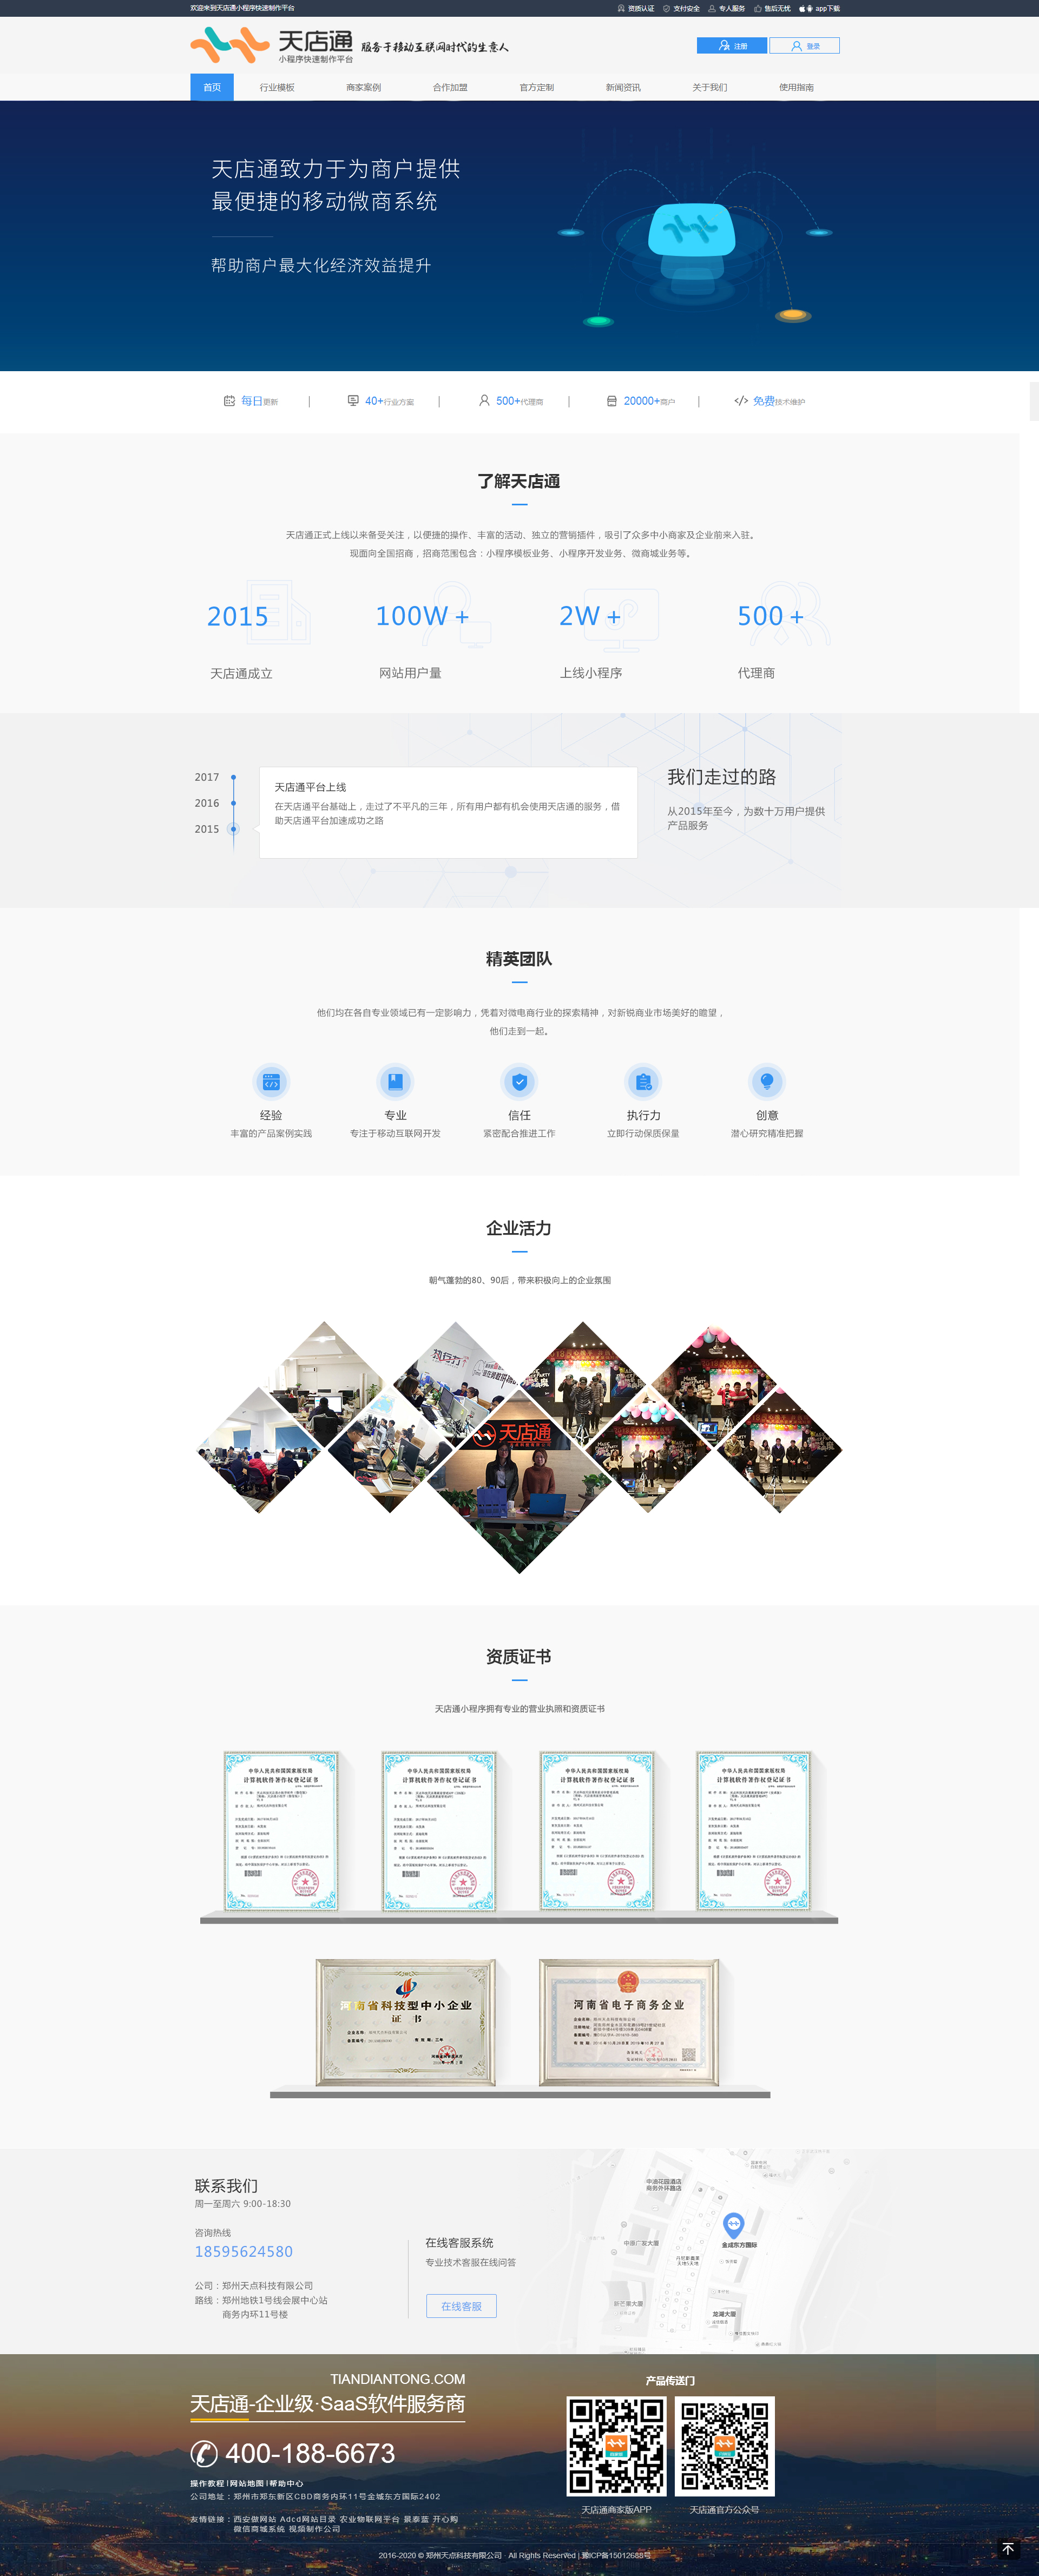 欢迎来到天店通小程序快速制作平台
资质认证 支付安全 专人服务 售后无忧 app下载
天店通
小程序快速制作平台
服务于移动互联网时代的生意人
注册 登录
首页 行业模板 商家案例 合作加盟 官方定制 新闻资讯 关于我们 使用指南
天店通致力于为商户提供
最便捷的移动微商系统
帮助商户最大化经济效益提升
每日更新 40+行业方案 500+代理商 20000+商户 免费技术维护
了解天店通
天店通正式上线以来备受关注，以便捷的操作、丰富的活动、独立的营销插件，吸引了众多中小商家及企业前来入驻。
现面向全国招商，招商范围包含：小程序模板业务、小程序开发业务、微商城业务等。
2015 100W+ 2W+ 500+
天店通成立 网站用户量 上线小程序 代理商
2017
2016
2015
天店通平台上线
在天店通平台基础上，走过了不平凡的三年，所有用户都有机会使用天店通的服务，借
助天店通平台加速成功之路
我们走过的路
从2015年至今，为数十万用户提供
产品服务
精英团队
他们均在各自专业领域已有一定影响力，凭着对微电商行业的探索精神，对新锐商业市场美好的瞻望，
他们走到一起。
经验 专业 信任 执行力 创意
丰富的产品案例实践 专注于移动互联网开发 紧密配合推进工作 立即行动保质保量 潜心研究精准把握
企业活力
朝气蓬勃的80、90后，带来积极向上的企业氛围
天店通
资质证书
天店通小程序拥有专业的营业执照和资质证书
中华人民共和国国家版权局 中华人民共和国国家版权局 中华人民共和国国家版权局 中华人民共和国国家版权局
计算机软件著作权登记证书 计算机软件著作权登记证书 计算机软件著作权登记证书 计算机软件著作权登记证书
河南省科技型中小企业
证书
河南省电子商务企业
联系我们
周一至周六 9:00-18:30
咨询热线
18595624580
公司：郑州天点科技有限公司
路线：郑州地铁1号线会展中心站
商务内环11号楼
在线客服系统
专业技术客服在线问答
在线客服
中油花园酒店
商务外环路店
中德广发大厦
金成东方国际
丹尼斯七天地
新芒果大厦
龙湖大厦
TIANDIANTONG.COM
天店通-企业级·SaaS软件服务商
400-188-6673
操作教程|网站地图|帮助中心
公司地址：郑州市郑东新区CBD商务内环11号金城东方国际2402
友情链接：西安做网站 Adcd网站目录 农业物联网平台 景泰蓝 开心购
微信商城系统 视频制作公司
产品传送门
天店通商家版APP 天店通官方公众号
2016-2020 © 郑州天点科技有限公司 · All Rights Reserved | 豫ICP备15012688号